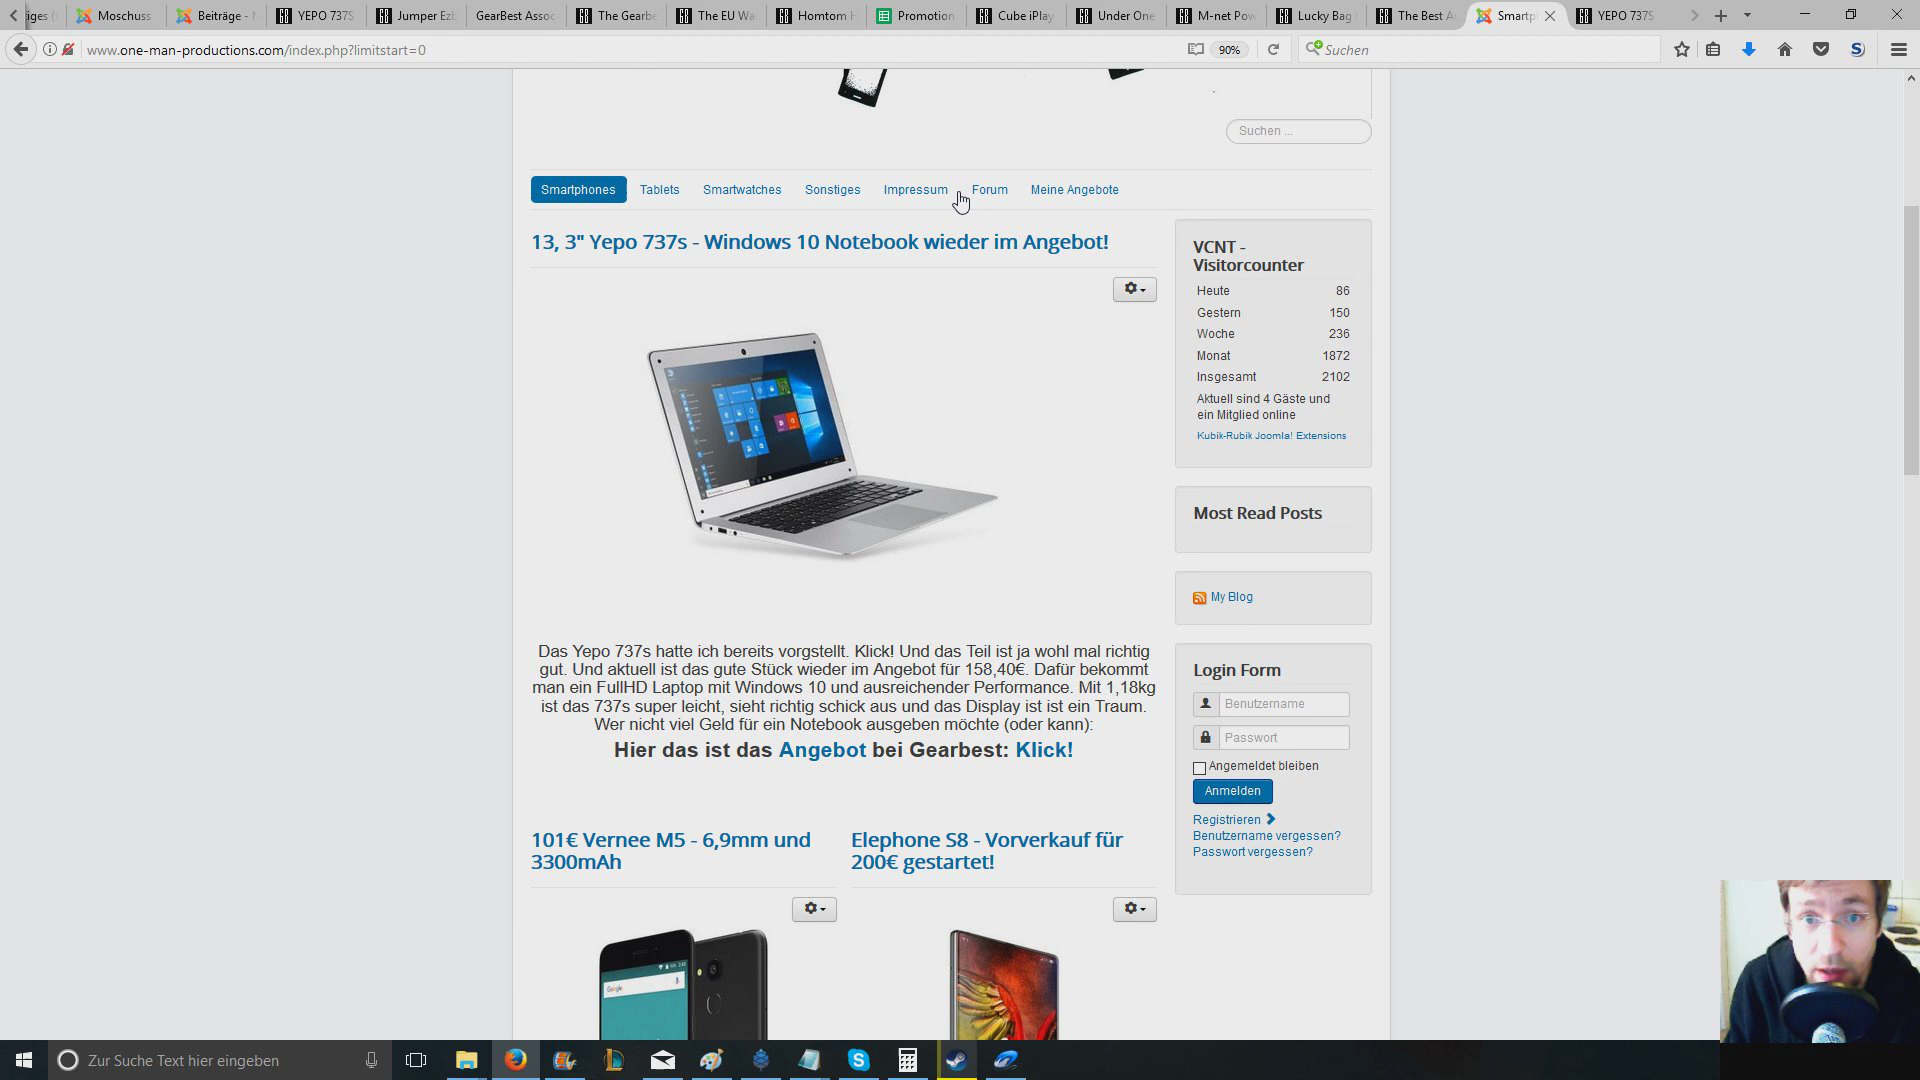 tiges (
Moschuss
Beiträge -
YEPO 737S
Jumper Ezb
GearBest Assoc
The Gearbe
The EU Wa
Homtom H
Promotion
Cube iPlay
Under One
M-net Pow
Lucky Bag
The Best A
Smartp
YEPO 737S
www.one-man-productions.com/index.php?limitstart=0
90%
Suchen
Suchen ...
Smartphones
Tablets
Smartwatches
Sonstiges
Impressum
Forum
Meine Angebote
13, 3" Yepo 737s - Windows 10 Notebook wieder im Angebot!
Das Yepo 737s hatte ich bereits vorgstellt. Klick! Und das Teil ist ja wohl mal richtig
gut. Und aktuell ist das gute Stück wieder im Angebot für 158,40€. Dafür bekommt
man ein FullHD Laptop mit Windows 10 und ausreichender Performance. Mit 1,18kg
ist das 737s super leicht, sieht richtig schick aus und das Display ist ist ein Traum.
Wer nicht viel Geld für ein Notebook ausgeben möchte (oder kann):
Hier das ist das Angebot bei Gearbest: Klick!
101€ Vernee M5 - 6,9mm und
3300mAh
Google
Elephone S8 - Vorverkauf für
200€ gestartet!
VCNT -
Visitorcounter
Heute 86
Gestern 150
Woche 236
Monat 1872
Insgesamt 2102
Aktuell sind 4 Gäste und
ein Mitglied online
Kubik-Rubik Joomla! Extensions
Most Read Posts
My Blog
Login Form
Benutzername
Passwort
Angemeldet bleiben
Anmelden
Registrieren
Benutzername vergessen?
Passwort vergessen?
Zur Suche Text hier eingeben